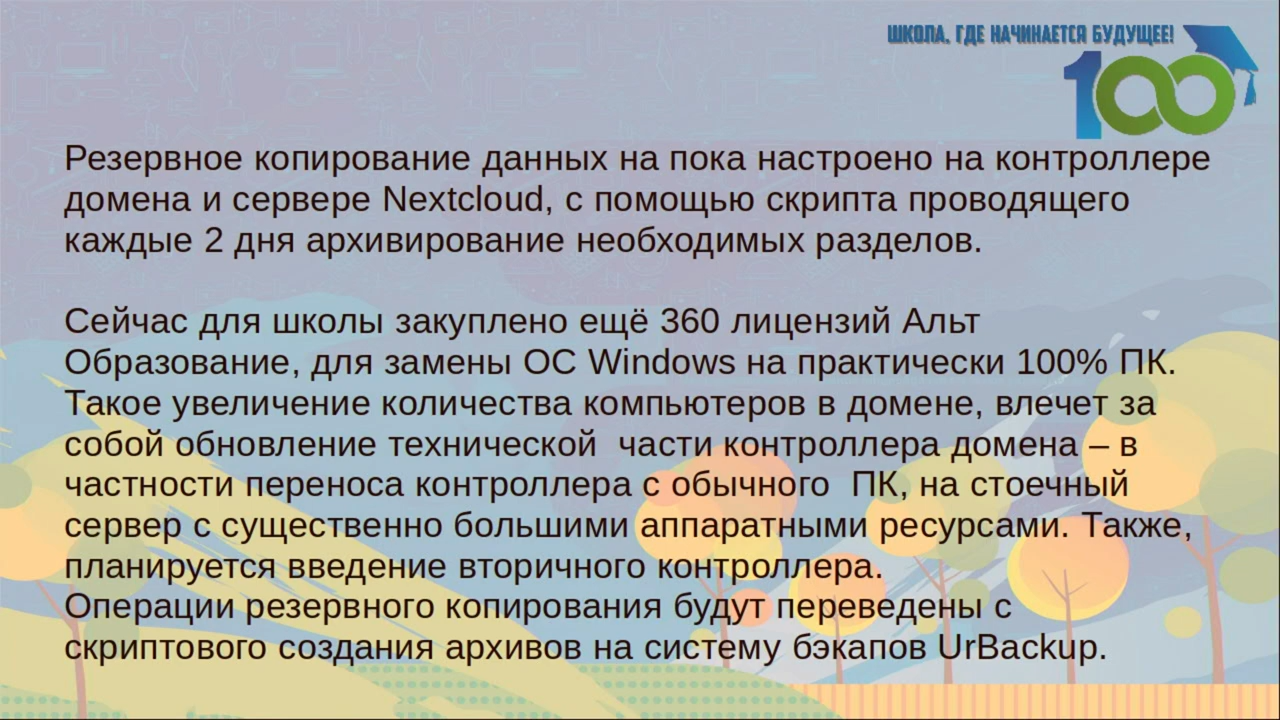 ШКОЛА, ГДЕ НАЧИНАЕТСЯ БУДУЩЕЕ!
100
Резервное копирование данных на пока настроено на контроллере
домена и сервере Nextcloud, с помощью скрипта проводящего
каждые 2 дня архивирование необходимых разделов.
Сейчас для школы закуплено ещё 360 лицензий Альт
Образование, для замены ОС Windows на практически 100% ПК.
Такое увеличение количества компьютеров в домене, влечет за
собой обновление технической  части контроллера домена – в
частности переноса контроллера с обычного  ПК, на стоечный
сервер с существенно большими аппаратными ресурсами. Также,
планируется введение вторичного контроллера.
Операции резервного копирования будут переведены с
скриптового создания архивов на систему бэкапов UrBackup.